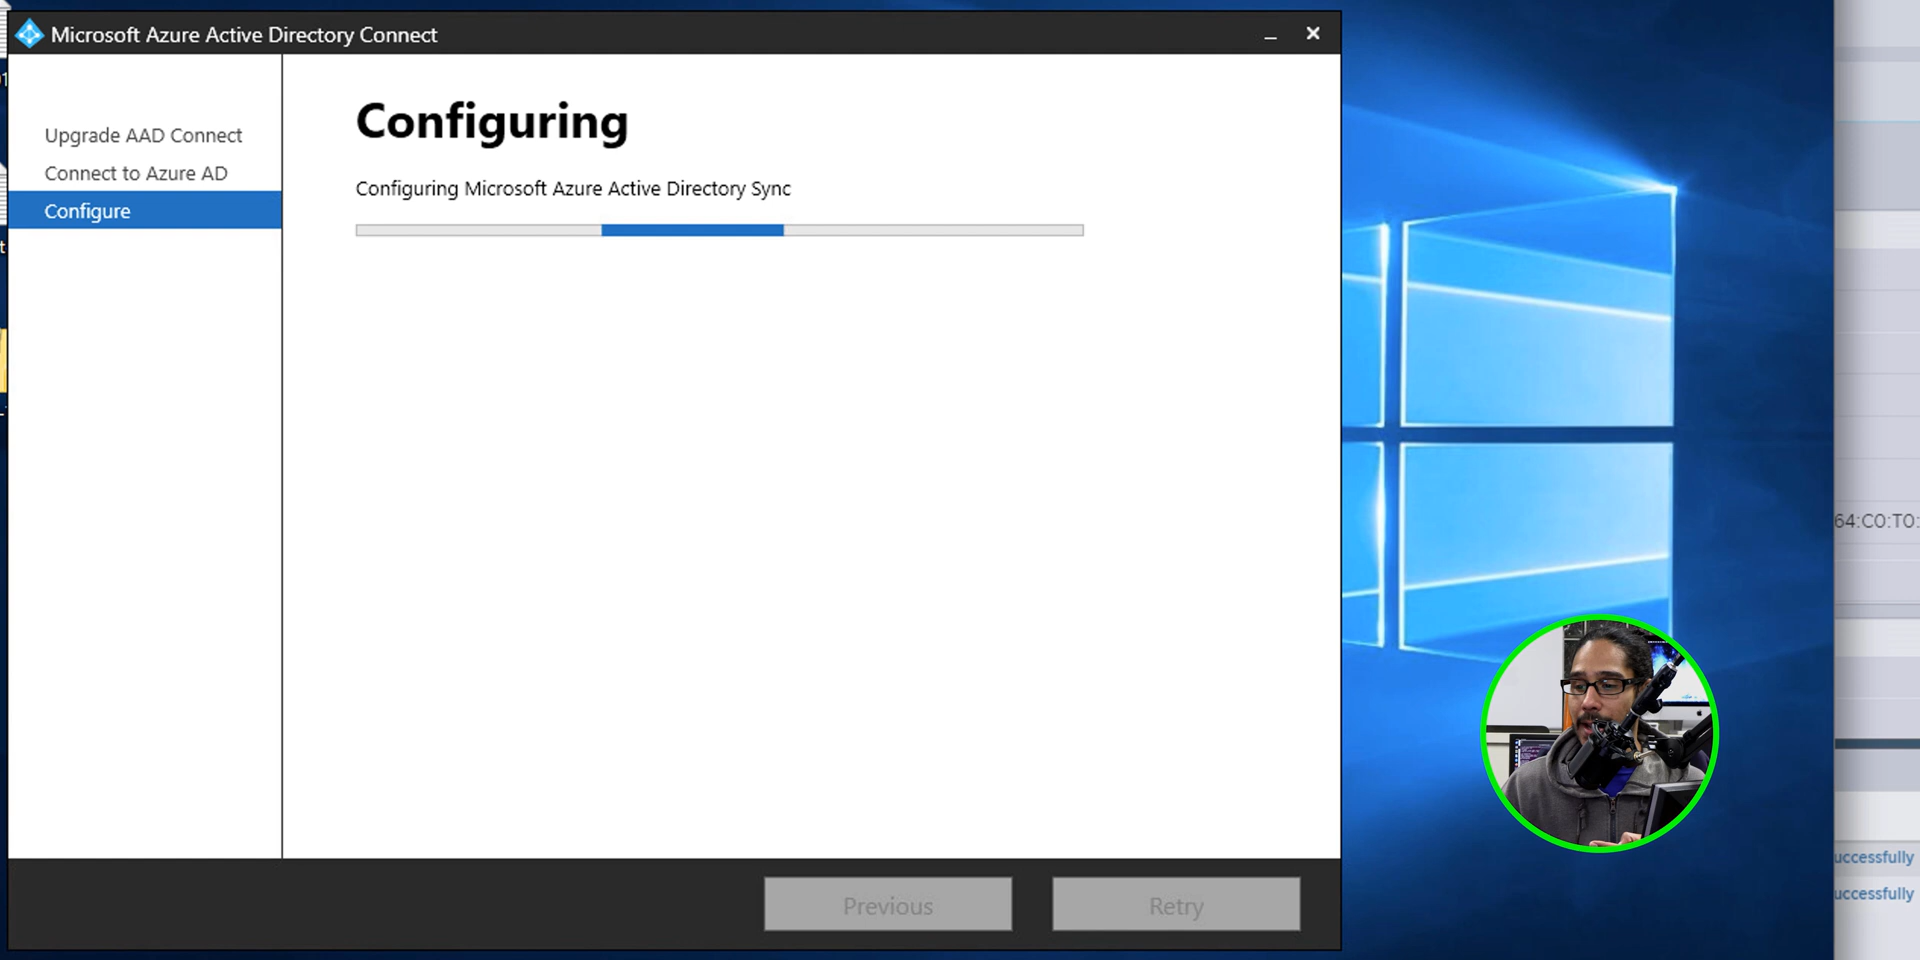 Microsoft Azure Active Directory Connect
Upgrade AAD Connect
Connect to Azure AD
Configure
Configuring
Configuring Microsoft Azure Active Directory Sync
Previous
Retry
64:C0:T0:
uccessfully
uccessfully